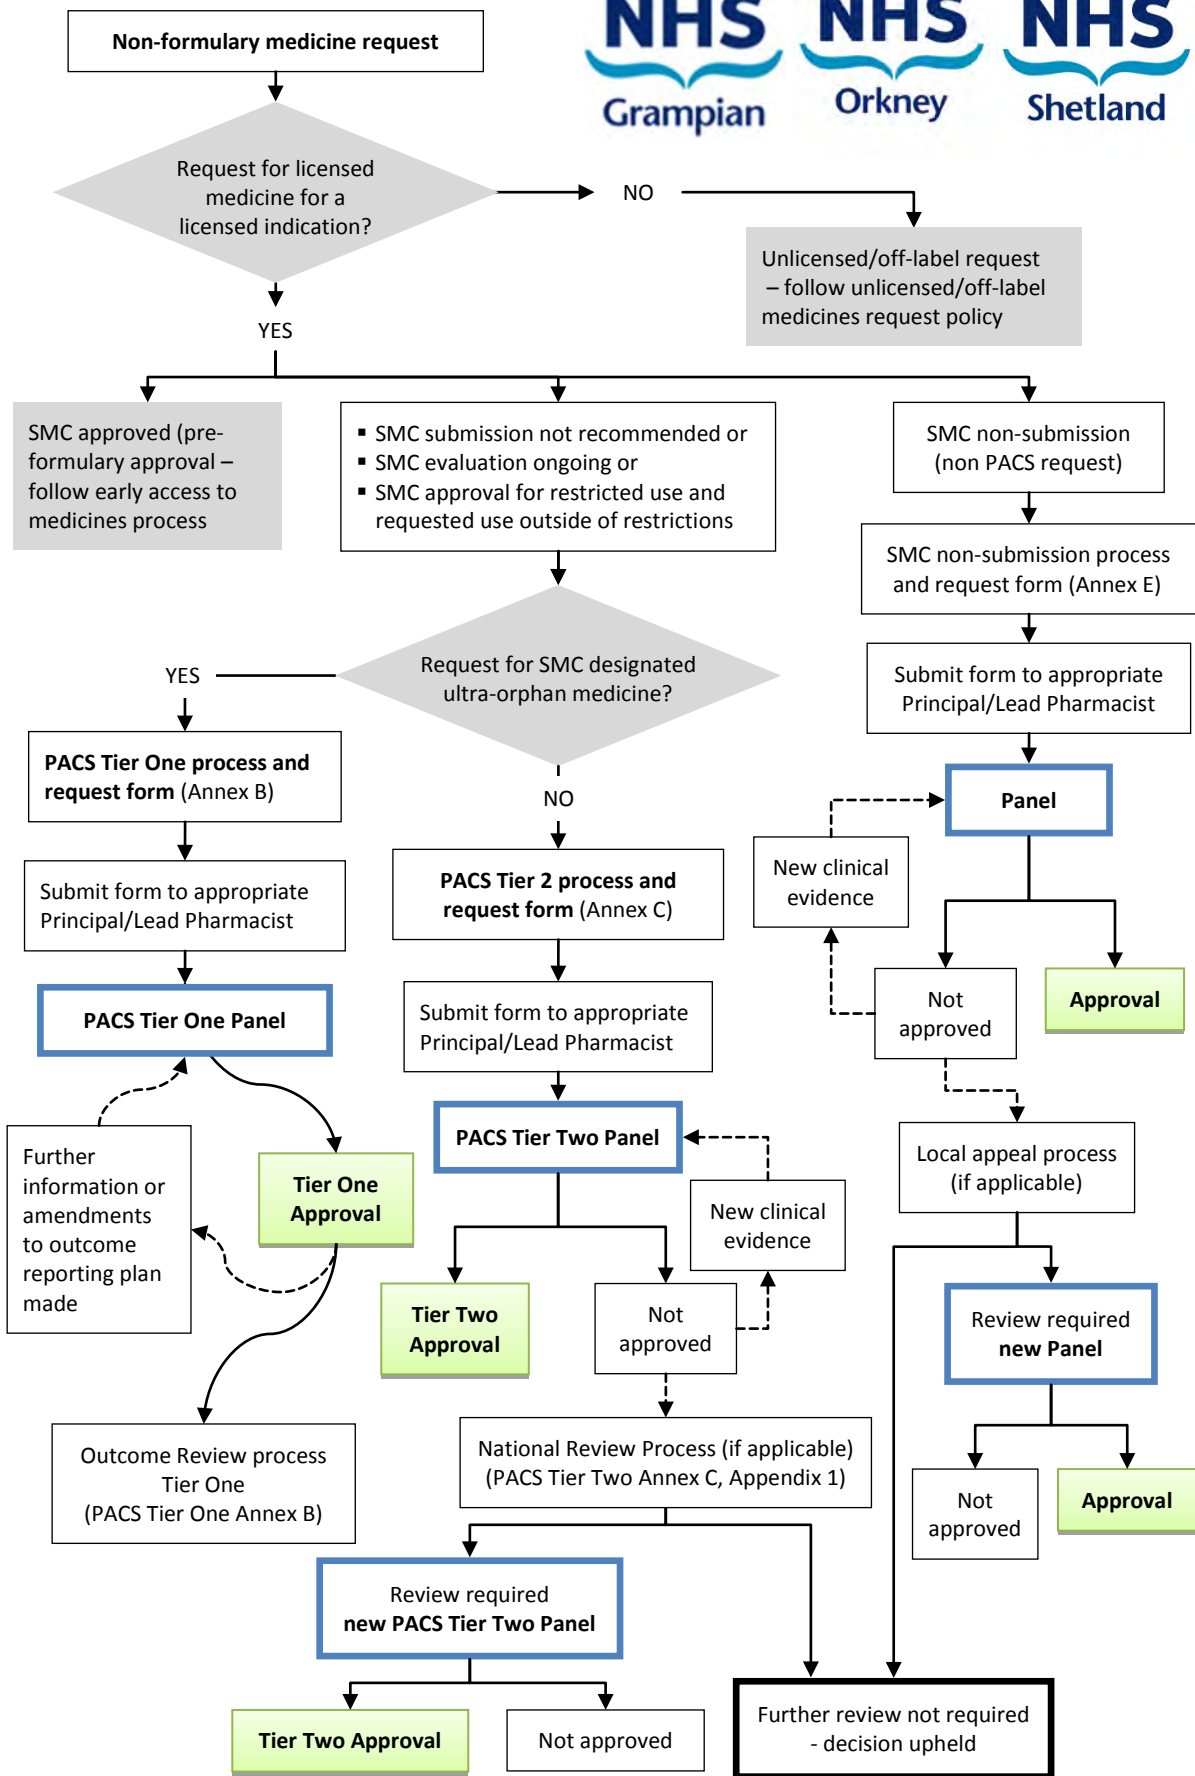 NHS
Grampian
NHS
Orkney
NHS
Shetland
Non-formulary medicine request
Request for licensed
medicine for a
licensed indication?
NO
Unlicensed/off-label request
– follow unlicensed/off-label
medicines request policy
YES
SMC approved (pre-
formulary approval –
follow early access to
medicines process
▪ SMC submission not recommended or
▪ SMC evaluation ongoing or
▪ SMC approval for restricted use and
requested use outside of restrictions
SMC non-submission
(non PACS request)
SMC non-submission process
and request form (Annex E)
Request for SMC designated
ultra-orphan medicine?
YES
Submit form to appropriate
Principal/Lead Pharmacist
PACS Tier One process and
request form (Annex B)
NO
Panel
New clinical
evidence
Submit form to appropriate
Principal/Lead Pharmacist
PACS Tier 2 process and
request form (Annex C)
Not
approved
Approval
PACS Tier One Panel
Submit form to appropriate
Principal/Lead Pharmacist
Further
information or
amendments
to outcome
reporting plan
made
Tier One
Approval
PACS Tier Two Panel
New clinical
evidence
Local appeal process
(if applicable)
Tier Two
Approval
Not
approved
Review required
new Panel
Outcome Review process
Tier One
(PACS Tier One Annex B)
National Review Process (if applicable)
(PACS Tier Two Annex C, Appendix 1)
Not
approved
Approval
Review required
new PACS Tier Two Panel
Tier Two Approval
Not approved
Further review not required
- decision upheld